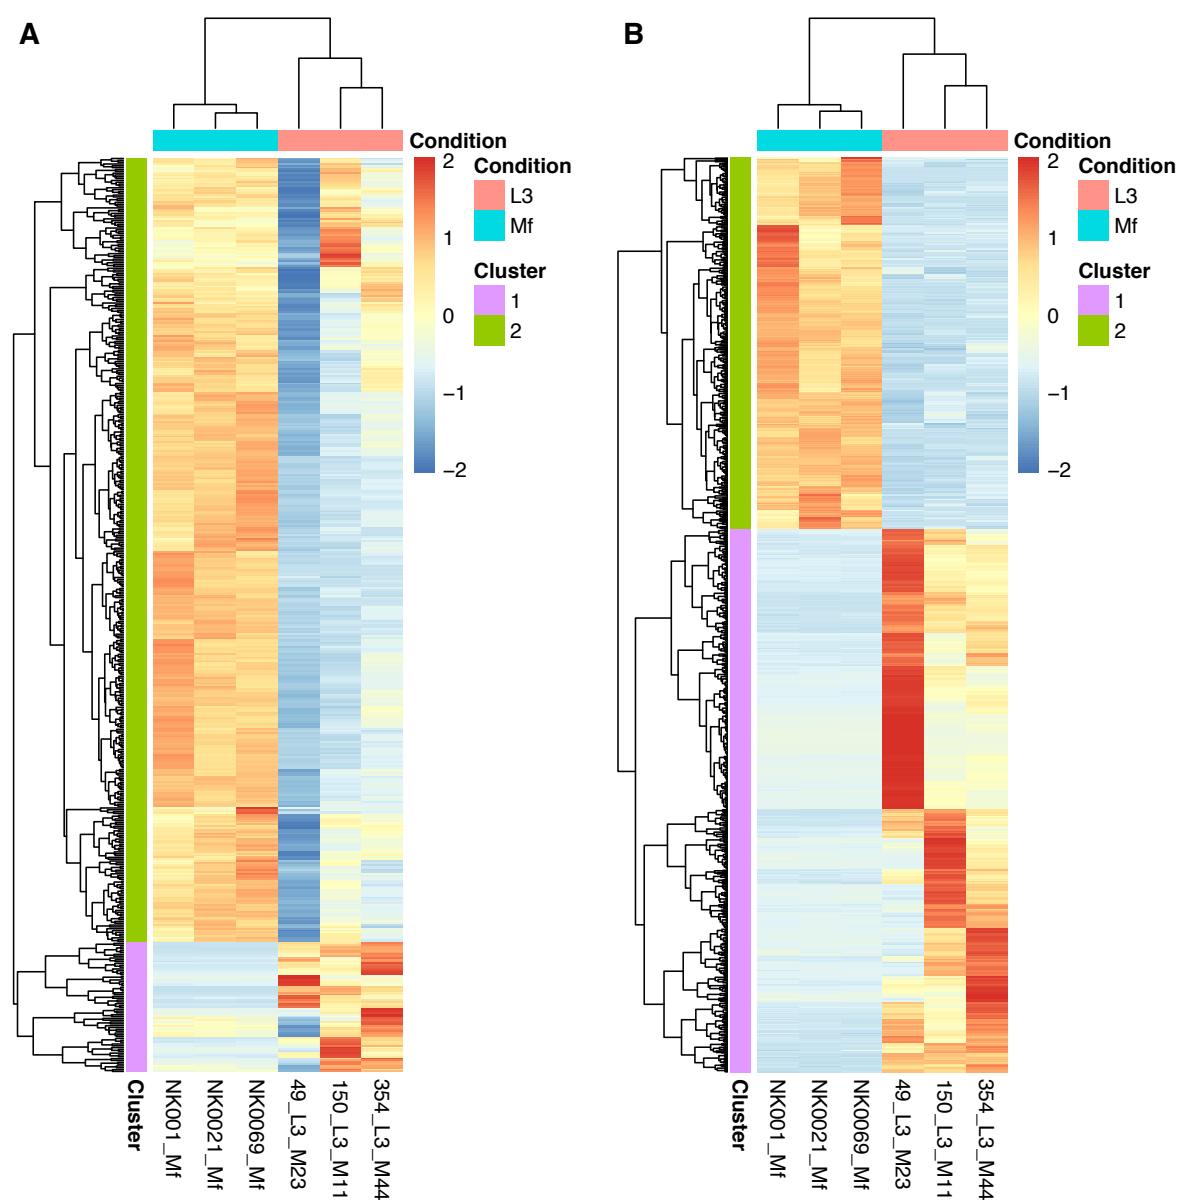 A
Condition
2
1
0
−1
−2
Condition
L3
Mf
Cluster
1
2
Cluster
NK001_Mf
NK0021_Mf
NK0069_Mf
49_L3_M23
150_L3_M11
354_L3_M44
B
Condition
2
1
0
−1
−2
Condition
L3
Mf
Cluster
1
2
Cluster
NK001_Mf
NK0021_Mf
NK0069_Mf
49_L3_M23
150_L3_M11
354_L3_M44